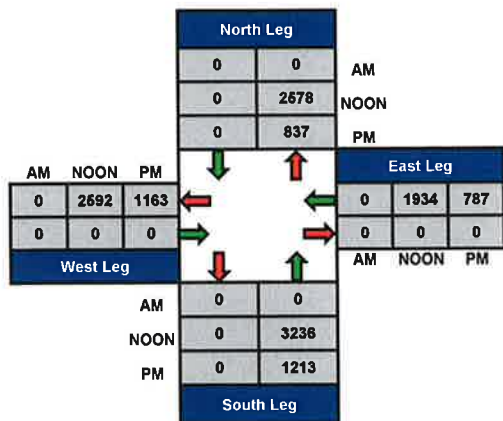 North Leg
0 0 AM
0 2578 NOON
0 837 PM
AM NOON PM
East Leg
0 2592 1163
0 1934 787
0 0 0
0 0 0
West Leg
AM NOON PM
AM 0 0
NOON 0 3236
PM 0 1213
South Leg